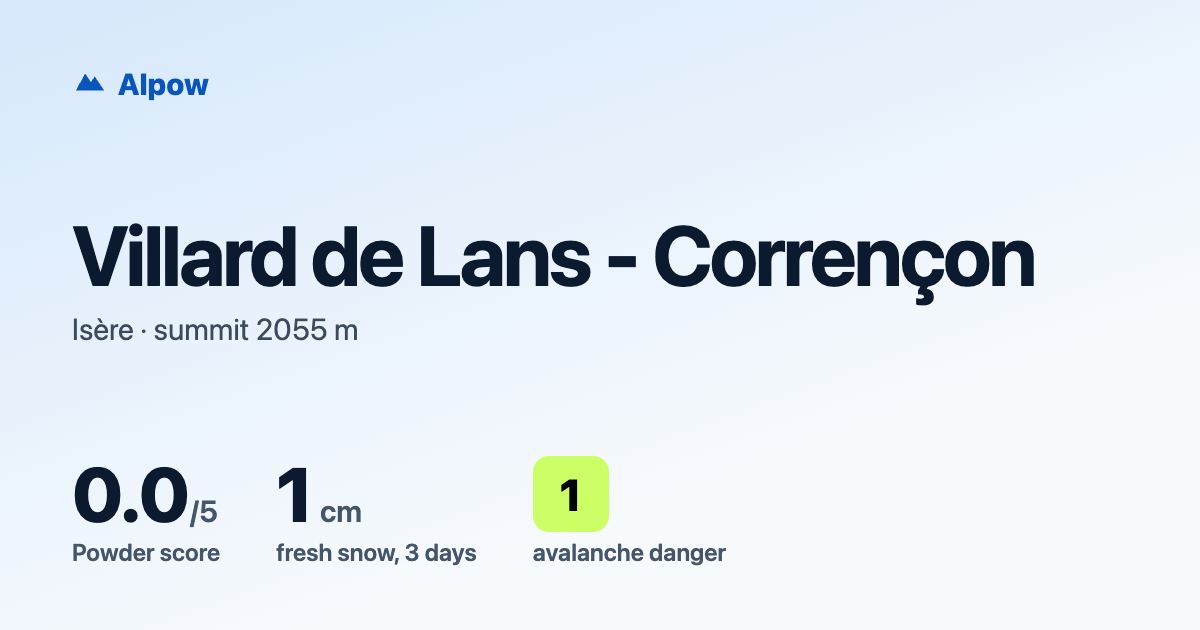 Alpow
Villard de Lans - Corrençon
Isère · summit 2055 m
0.0/5
Powder score
1 cm
fresh snow, 3 days
1
avalanche danger